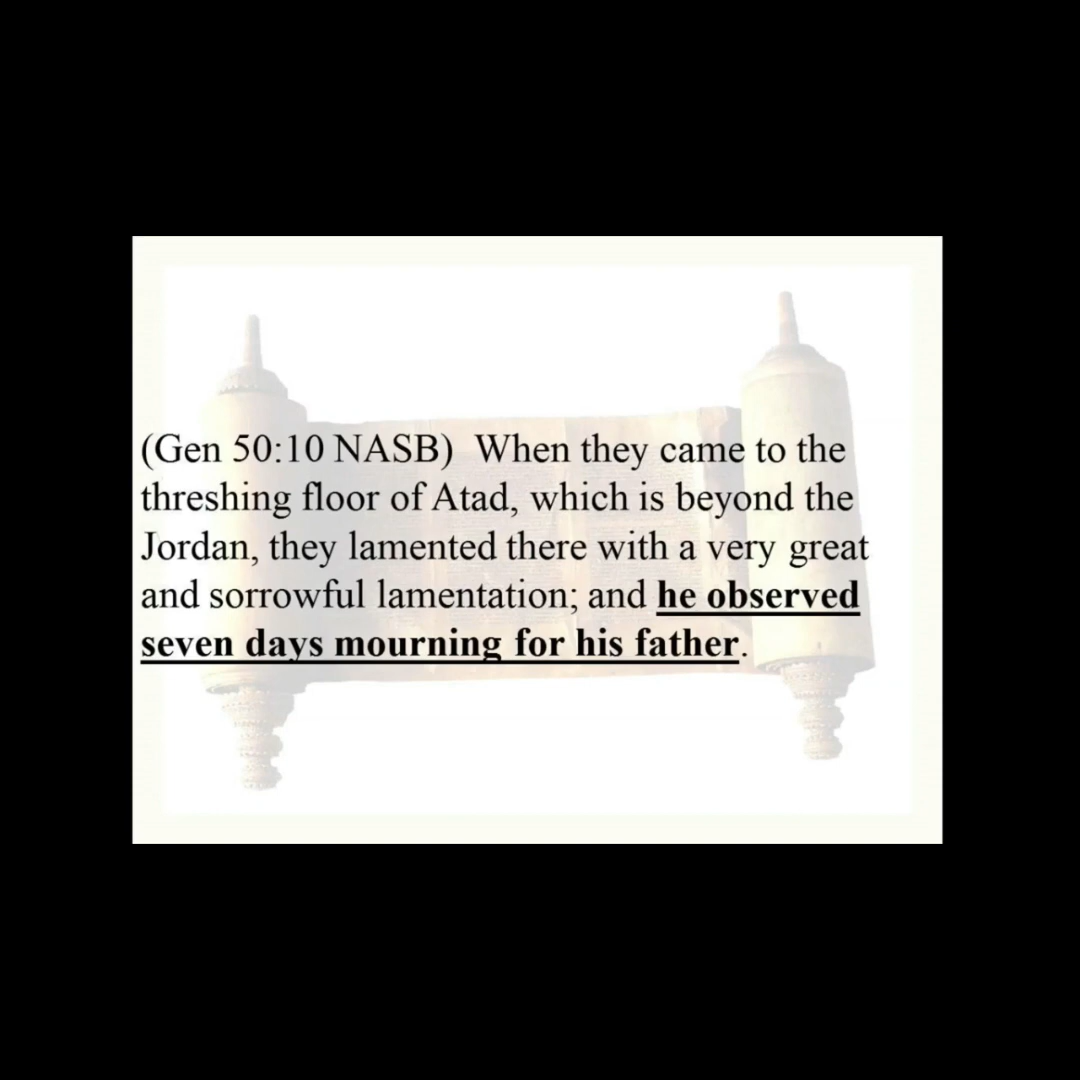 (Gen 50:10 NASB)  When they came to the
threshing floor of Atad, which is beyond the
Jordan, they lamented there with a very great
and sorrowful lamentation; and he observed
seven days mourning for his father.